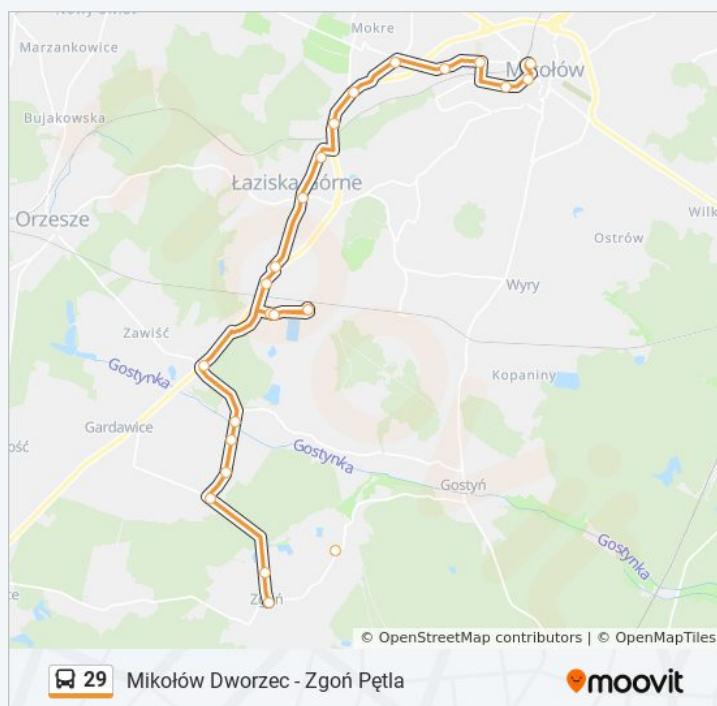 Mokre
Marzankowice
Mikołów
Bujakowska
Łaziska Górne
Orzesze
Wilk
Ostrów
Wyry
Zawiść
Gostynka
Kopaniny
Gardawice
ość
Gostynka
Gostyń
Gostynka
ce
Zgoń
© OpenStreetMap contributors | © OpenMapTiles
29 Mikołów Dworzec - Zgoń Pętla
moovit